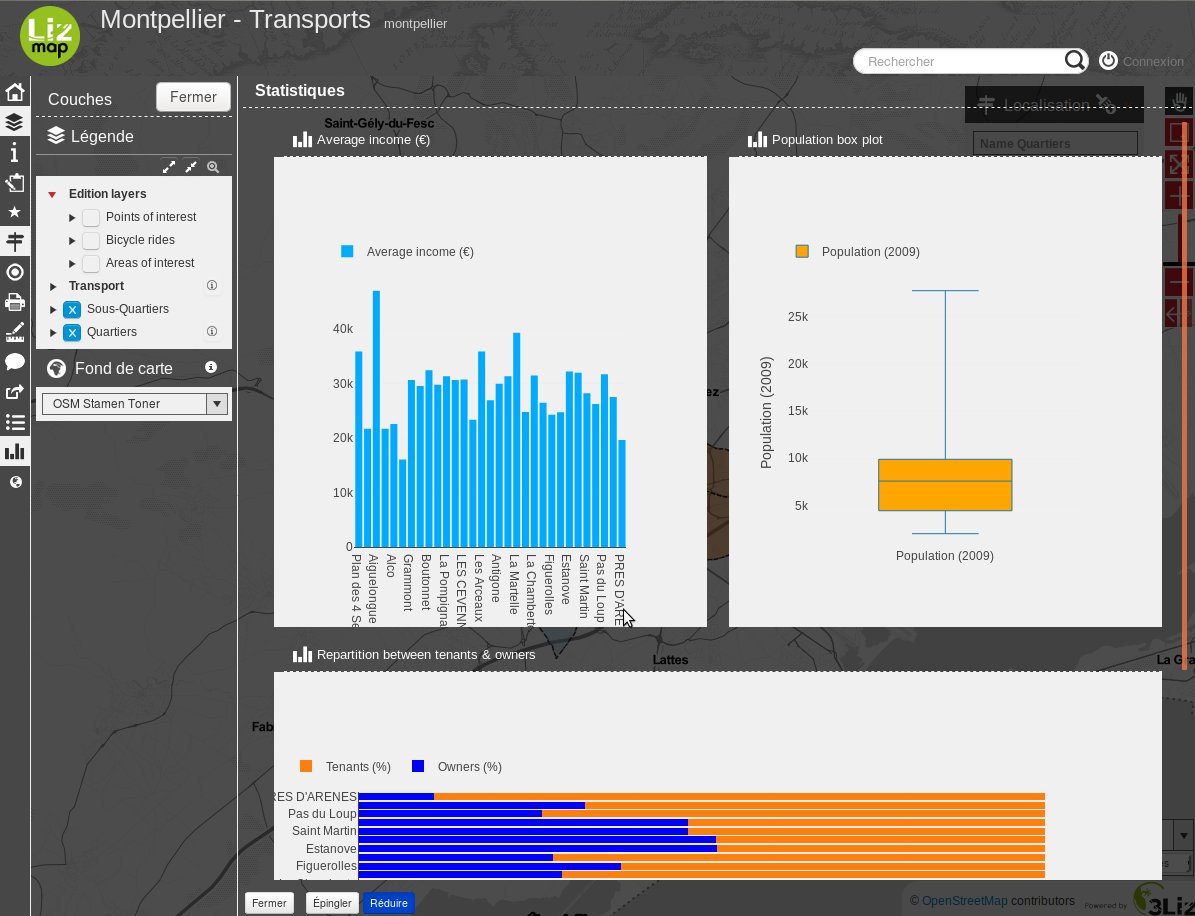 Liz
map
Montpellier - Transports montpellier
Rechercher
Connexion
Couches
Fermer
Légende
Edition layers
Points of interest
Bicycle rides
Areas of interest
Transport
Sous-Quartiers
X
Quartiers
X
Fond de carte
OSM Stamen Toner
Statistiques
Localisation
Name Quartiers
Saint-Gély-du-Fesc
Average income (€)
Average income (€)
40k
30k
20k
10k
0
Plan des 4 Se
Aiguelongue
Alco
Grammont
Boutonnet
La Pompigna
LES CEVENN
Les Arceaux
Antigone
La Martelle
La Chambert
Figuerolles
Estanove
Saint Martin
Pas du Loup
PRES D'ARE
Population box plot
Population (2009)
25k
20k
15k
10k
5k
Population (2009)
Population (2009)
ez
Lattes
La Gra
Fab
Repartition between tenants & owners
Tenants (%)
Owners (%)
RES D'ARENES
Pas du Loup
Saint Martin
Estanove
Figuerolles
Fermer
Épingler
Réduire
© OpenStreetMap contributors
Powered by
3Liz